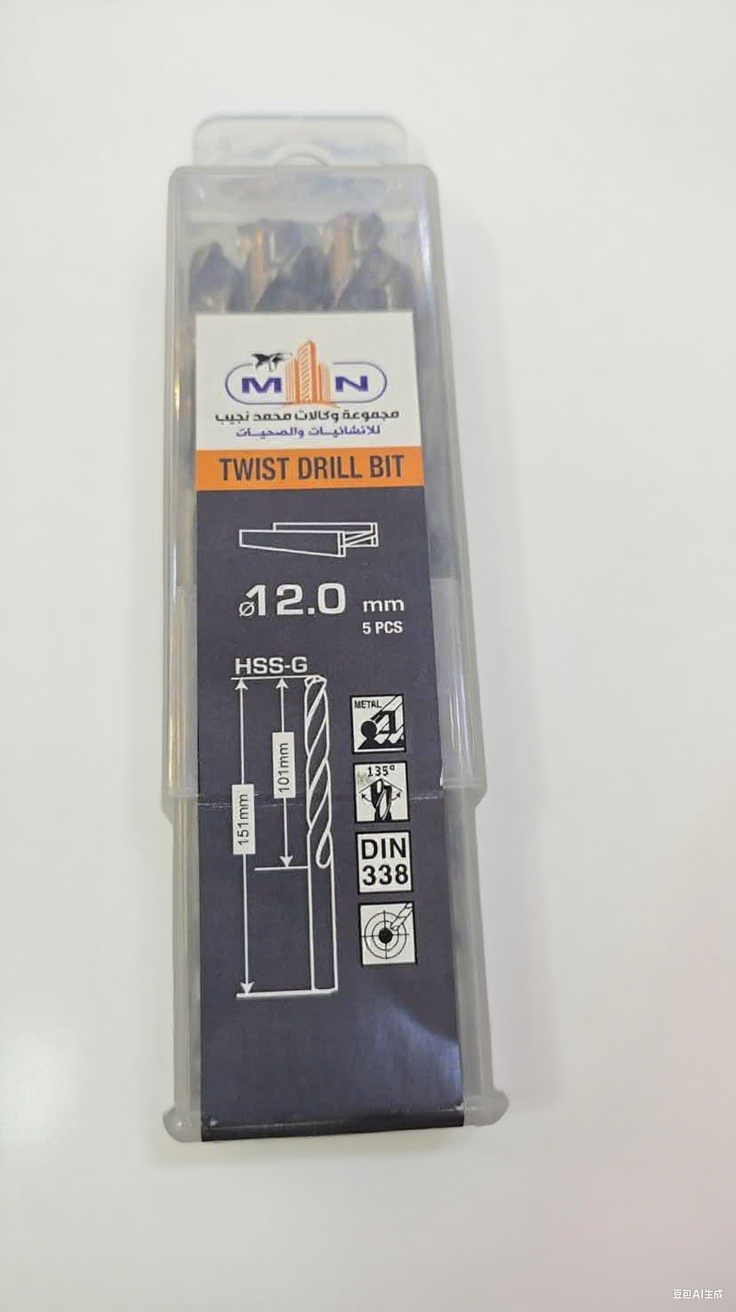 M N
مجموعة وكالات محمد نجيب
للانشائيات والصحيات
TWIST DRILL BIT
Ø12.0 mm
5 PCS
HSS-G
METAL
101mm
135°
151mm
DIN
338
豆包AI生成